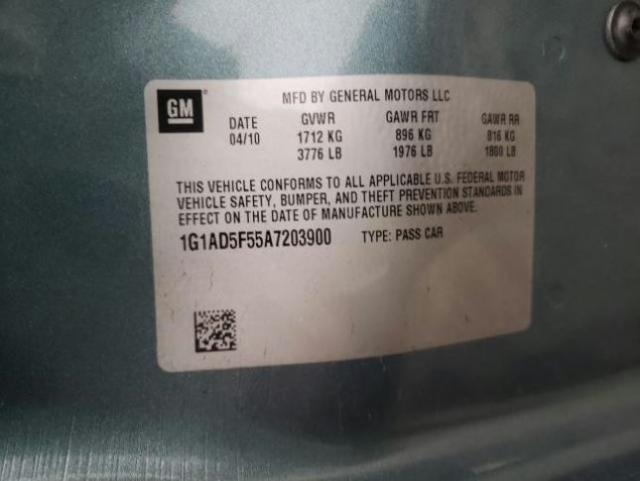 GM
MFD BY GENERAL MOTORS LLC
DATE GVWR GAWR FRT GAWR RR
04/10 1712 KG 896 KG 816 KG
3776 LB 1976 LB 1800 LB
THIS VEHICLE CONFORMS TO ALL APPLICABLE U.S. FEDERAL MOTOR
VEHICLE SAFETY, BUMPER, AND THEFT PREVENTION STANDARDS IN
EFFECT ON THE DATE OF MANUFACTURE SHOWN ABOVE.
1G1AD5F55A7203900 TYPE: PASS CAR